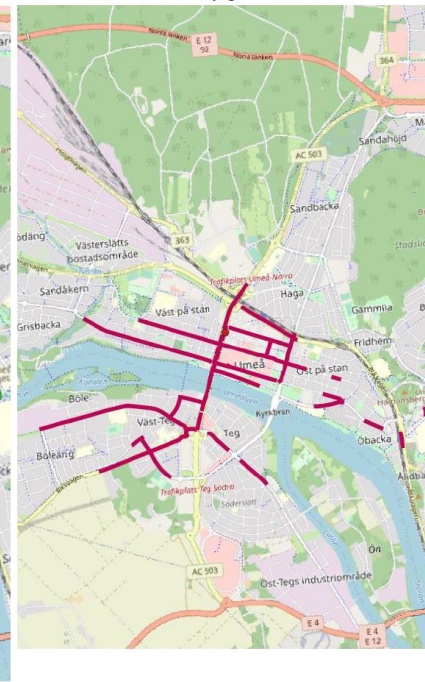 Norra länken
E 12
92
Norra länken
364
AC 503
Sandahöjd
Sandbacka
363
Västerslätts
bostadsområde
Trafikplats Umeå Norra
Haga
Sandåkern
Väst på stan
Gammlia
Grisbacka
Fridhem
Umeå
Öst på stan
Böle
Kyrkbron
Väst-Teg
Teg
Öbacka
Böleäng
Trafikplats Teg Södra
Söderslätt
Ön
AC 503
Öst-Tegs industriområde
E 4
E 4
E 12